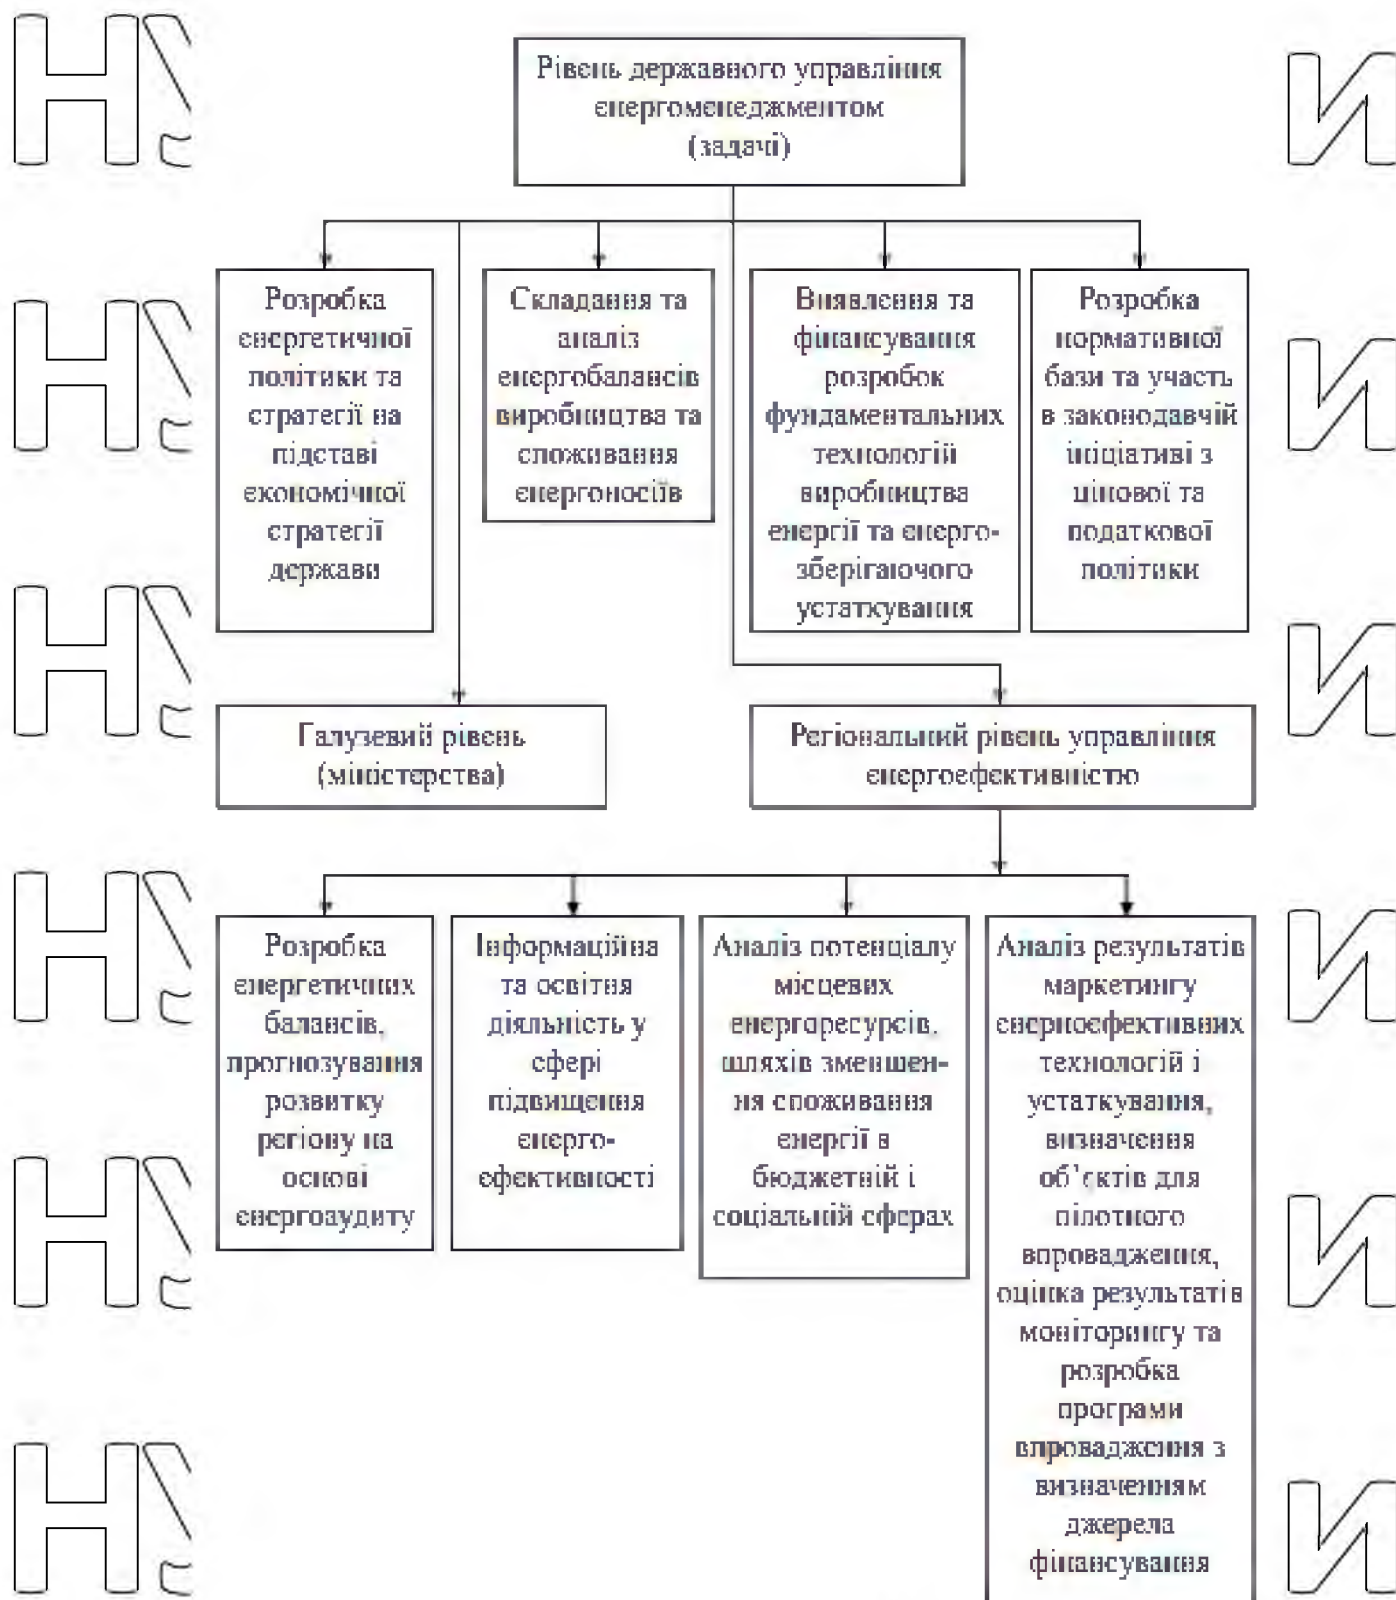 Рівень державного управління
енергоменеджментом
(задачі)
Розробка
енергетичної
політики та
стратегії на
підставі
економічної
стратегії
держави
Складання та
аналіз
енергобалансів
виробництва та
споживання
енергоносіїв
Виявлення та
фінансування
розробок
фундаментальних
технологій
виробництва
енергії та енерго-
зберігаючого
устаткування
Розробка
нормативної
бази та участь
в законодавчій
ініціативі з
цінової та
податкової
політики
Галузевий рівень
(міністерства)
Регіональний рівень управління
енергоефективністю
Розробка
енергетичних
балансів,
прогнозування
розвитку
регіону на
основі
енергоаудиту
Інформаційна
та освітня
діяльність у
сфері
підвищення
енерго-
ефективності
Аналіз потенціалу
місцевих
енергоресурсів,
шляхів зменшен-
ня споживання
енергії в
бюджетній і
соціальній сферах
Аналіз результатів
маркетингу
енерноефективних
технологій і
устаткування,
визначення
об’єктів для
пілотного
впровадження,
оцінка результатів
моніторингу та
розробка
програми
впровадження з
визначенням
джерела
фінансування